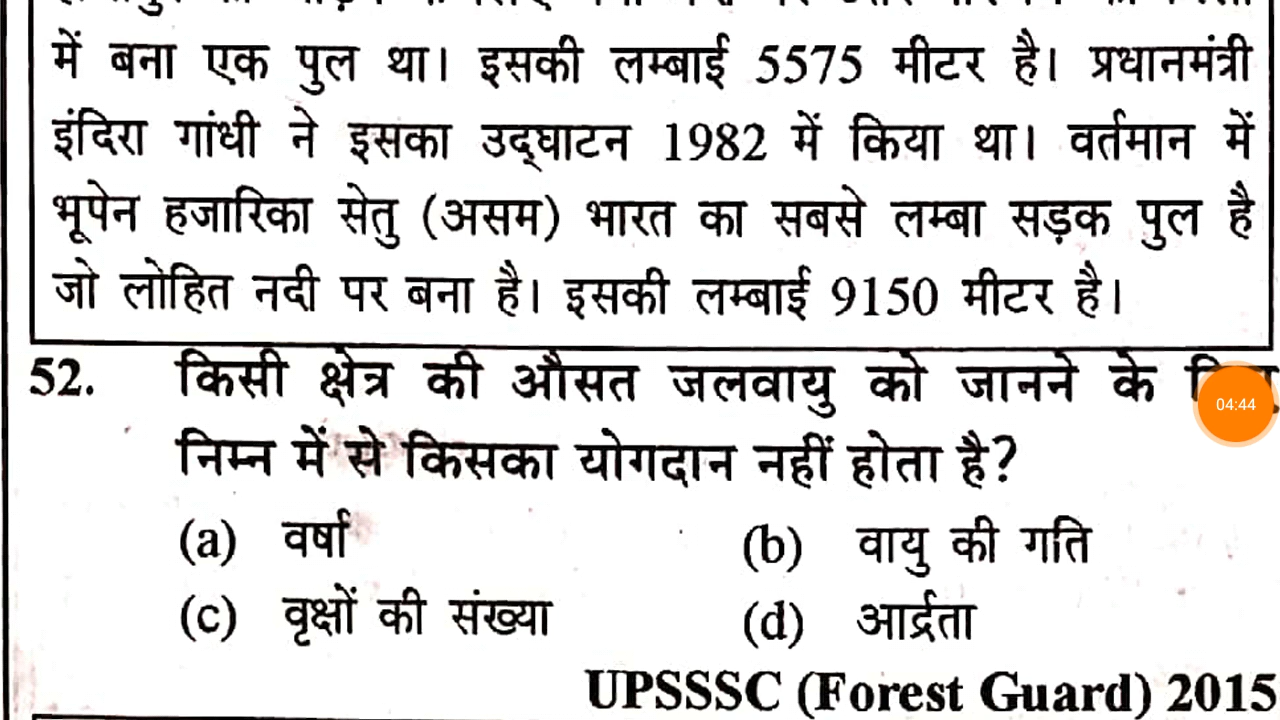 में बना एक पुल था। इसकी लम्बाई 5575 मीटर है। प्रधानमंत्री
इंदिरा गांधी ने इसका उद्घाटन 1982 में किया था। वर्तमान में
भूपेन हजारिका सेतु (असम) भारत का सबसे लम्बा सड़क पुल है
जो लोहित नदी पर बना है। इसकी लम्बाई 9150 मीटर है।
52. किसी क्षेत्र की औसत जलवायु को जानने के
04:44
निम्न में से किसका योगदान नहीं होता है?
(a) वर्षा (b) वायु की गति
(c) वृक्षों की संख्या (d) आर्द्रता
UPSSSC (Forest Guard) 2015